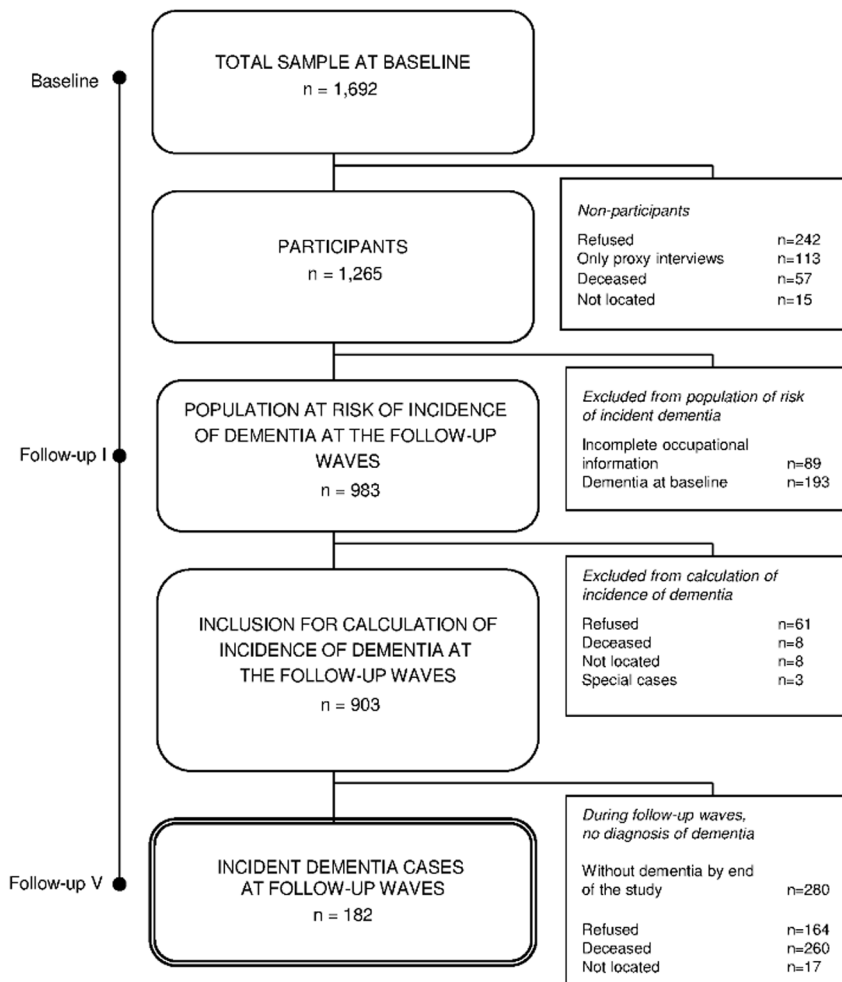 Baseline
TOTAL SAMPLE AT BASELINE
n = 1,692
Non-participants
Refused n=242
Only proxy interviews n=113
Deceased n=57
Not located n=15
PARTICIPANTS
n = 1,265
Excluded from population of risk
of incident dementia
Incomplete occupational
information n=89
Dementia at baseline n=193
Follow-up I
POPULATION AT RISK OF INCIDENCE
OF DEMENTIA AT THE FOLLOW-UP
WAVES
n = 983
Excluded from calculation of
incidence of dementia
Refused n=61
Deceased n=8
Not located n=8
Special cases n=3
INCLUSION FOR CALCULATION OF
INCIDENCE OF DEMENTIA AT
THE FOLLOW-UP WAVES
n = 903
During follow-up waves,
no diagnosis of dementia
Without dementia by end
of the study n=280
Refused n=164
Deceased n=260
Not located n=17
Follow-up V
INCIDENT DEMENTIA CASES
AT FOLLOW-UP WAVES
n = 182